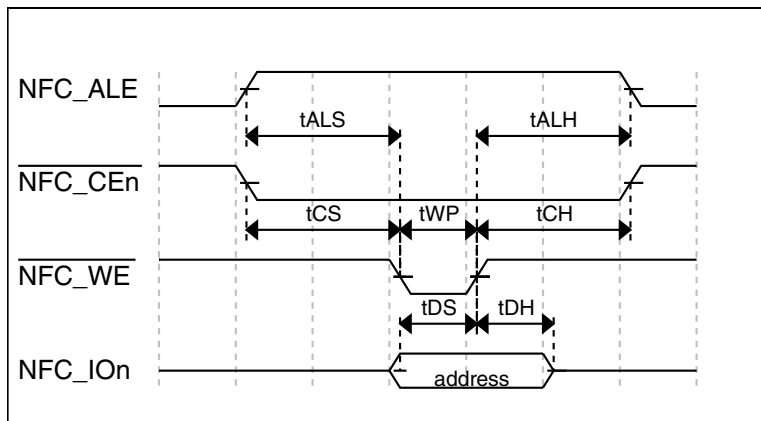 NFC_ALE
tALS tALH
NFC_CEn
tCS tWP tCH
NFC_WE
tDS tDH
NFC_IOn
address